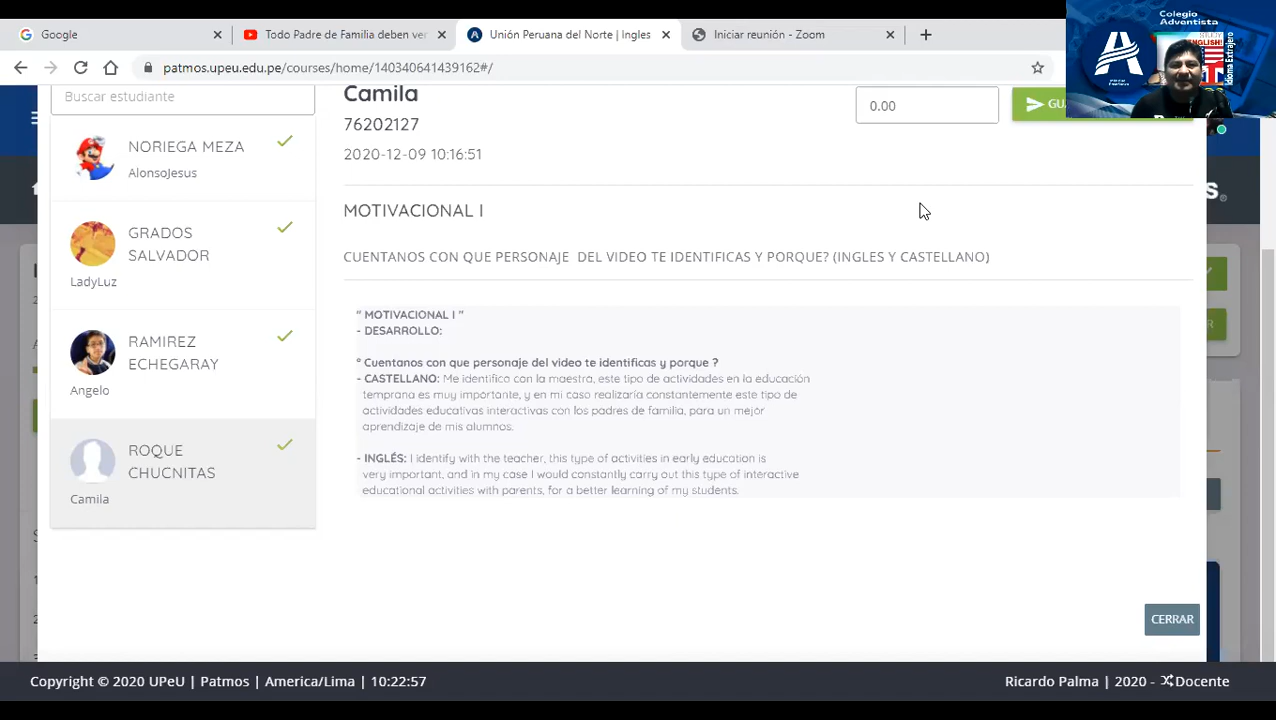 Google
Todo Padre de Familia deben ver
Unión Peruana del Norte | Ingles
Iniciar reunión - Zoom
patmos.upeu.edu.pe/courses/home/140340641439162#/
Colegio
Adventista
STUDY
ENGLISH!
Idioma Extrajero
Buscar estudiante
Camila
76202127
2020-12-09 10:16:51
0.00
NORIEGA MEZA
AlonsoJesus
GRADOS
SALVADOR
LadyLuz
RAMIREZ
ECHEGARAY
Angelo
ROQUE
CHUCNITAS
Camila
MOTIVACIONAL I
CUENTANOS CON QUE PERSONAJE DEL VIDEO TE IDENTIFICAS Y PORQUE? (INGLES Y CASTELLANO)
" MOTIVACIONAL I "
- DESARROLLO:
° Cuentanos con que personaje del video te identificas y porque ?
- CASTELLANO: Me identifico con la maestra, este tipo de actividades en la educación
temprana es muy importante, y en mi caso realizaría constantemente este tipo de
actividades educativas interactivas con los padres de familia, para un mejor
aprendizaje de mis alumnos.
- INGLÉS: I identify with the teacher, this type of activities in early education is
very important, and in my case I would constantly carry out this type of interactive
educational activities with parents, for a better learning of my students.
CERRAR
Copyright © 2020 UPeU | Patmos | America/Lima | 10:22:57
Ricardo Palma | 2020 - Docente